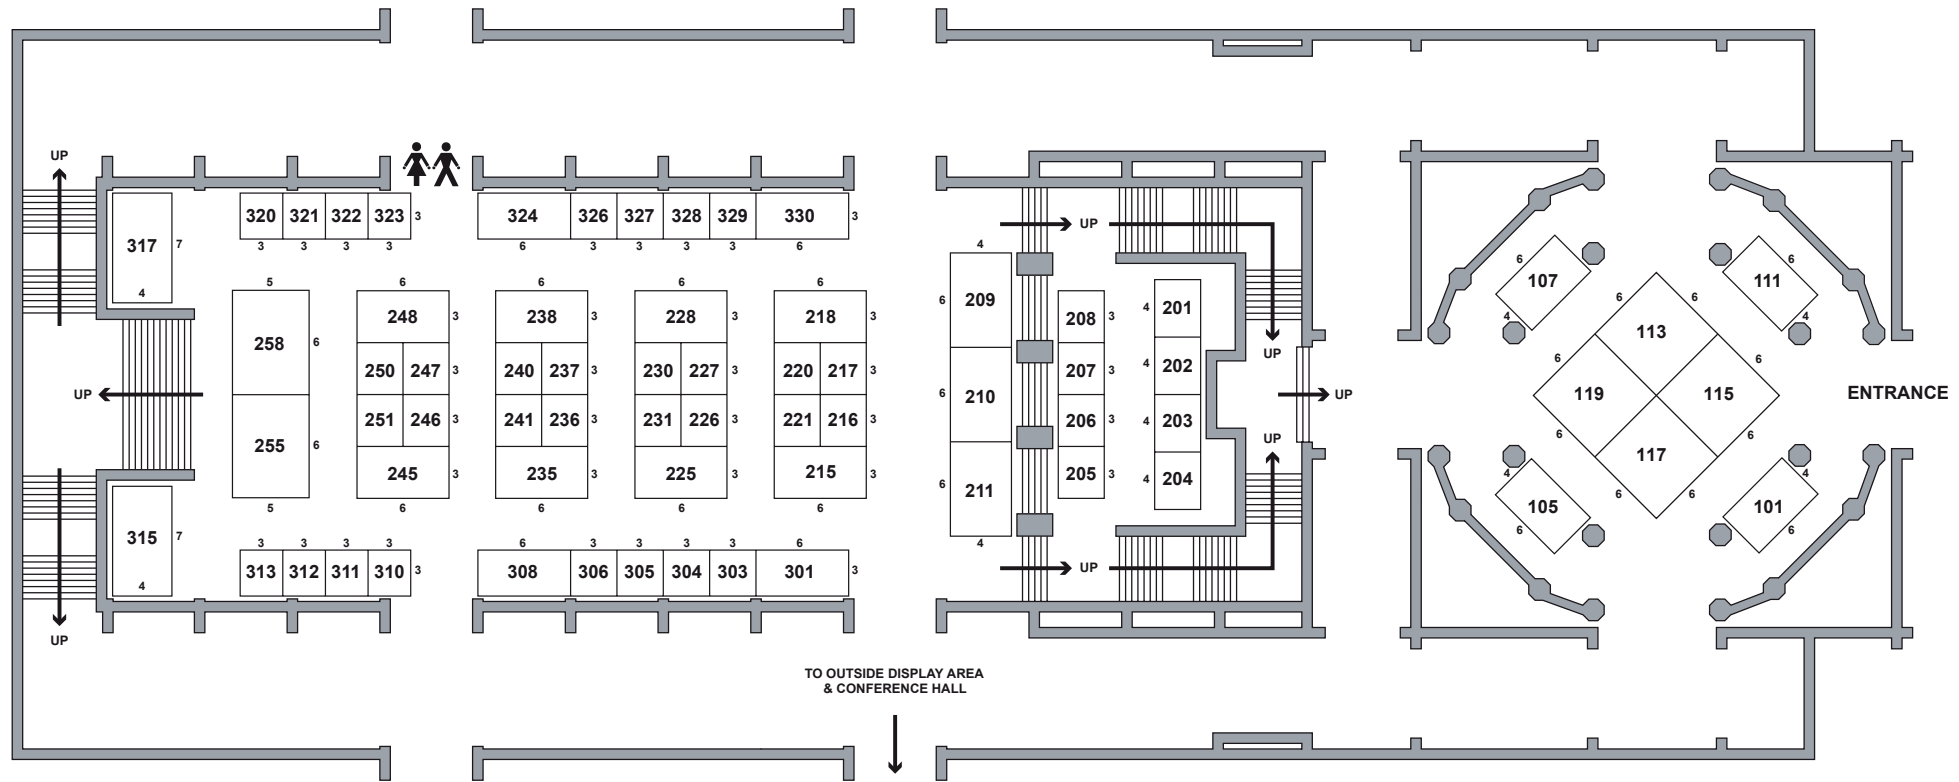 UP
320 321 322 323 3
324 326 327 328 329 330 3
317 7
4
3 3 3 3
6 3 3 3 3 6
UP
4
6 107
4
6 111
4
5 6 6 6 6
248 3
238 3
228 3
218 3
6 209
208 3
4 201
6 113 6
258 6
250 247 3
240 237 3
230 227 3
220 217 3
207 3
4 202
UP
UP
UP
6 210
6 119
115 6
ENTRANCE
255 6
251 246 3
241 236 3
231 226 3
221 216 3
206 3
4 203
UP
6 117 6
6 6
245 3
235 3
225 3
215 3
6 211
205 3
4 204
4
105
6
4
101
6
5 6 6 6 6
315 7
4
3 3 3 3
6 3 3 3 3 6
4
313 312 311 310 3
308 306 305 304 303 301 3
UP
UP
TO OUTSIDE DISPLAY AREA
& CONFERENCE HALL